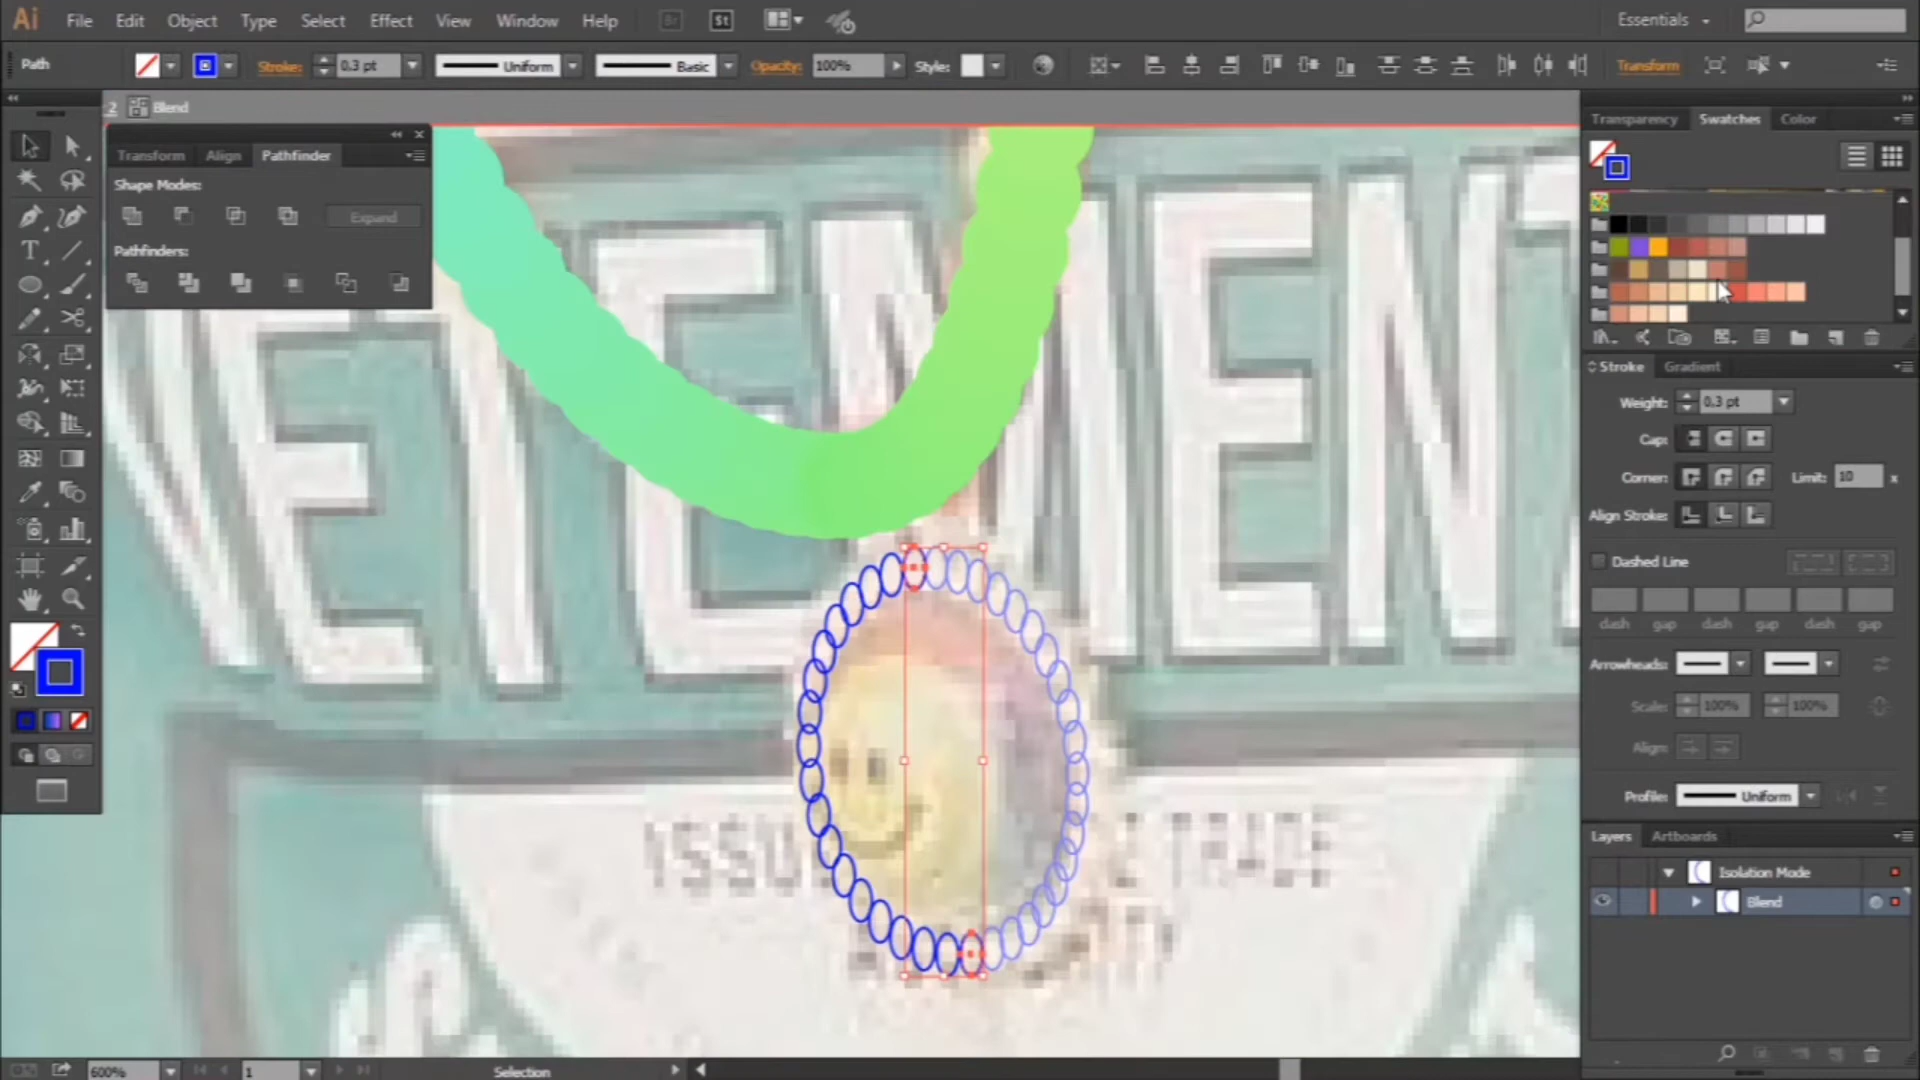 Ai File Edit Object Type Select Effect View Window Help Br St Essentials
Path Stroke: 0.3 pt Uniform Basic Opacity: 100% Style: Transform
2 Blend
Transform Align Pathfinder
Shape Modes:
Expand
Pathfinders:
Transparency Swatches Color
Stroke Gradient
Weight: 0.3 pt
Cap:
Corner: Limit: 10 x
Align Stroke:
Dashed Line
dash gap dash gap dash gap
Arrowheads:
Scale: 100% 100%
Align:
Profile: Uniform
Layers Artboards
Isolation Mode
Blend
TRADE
600% 1 Selection